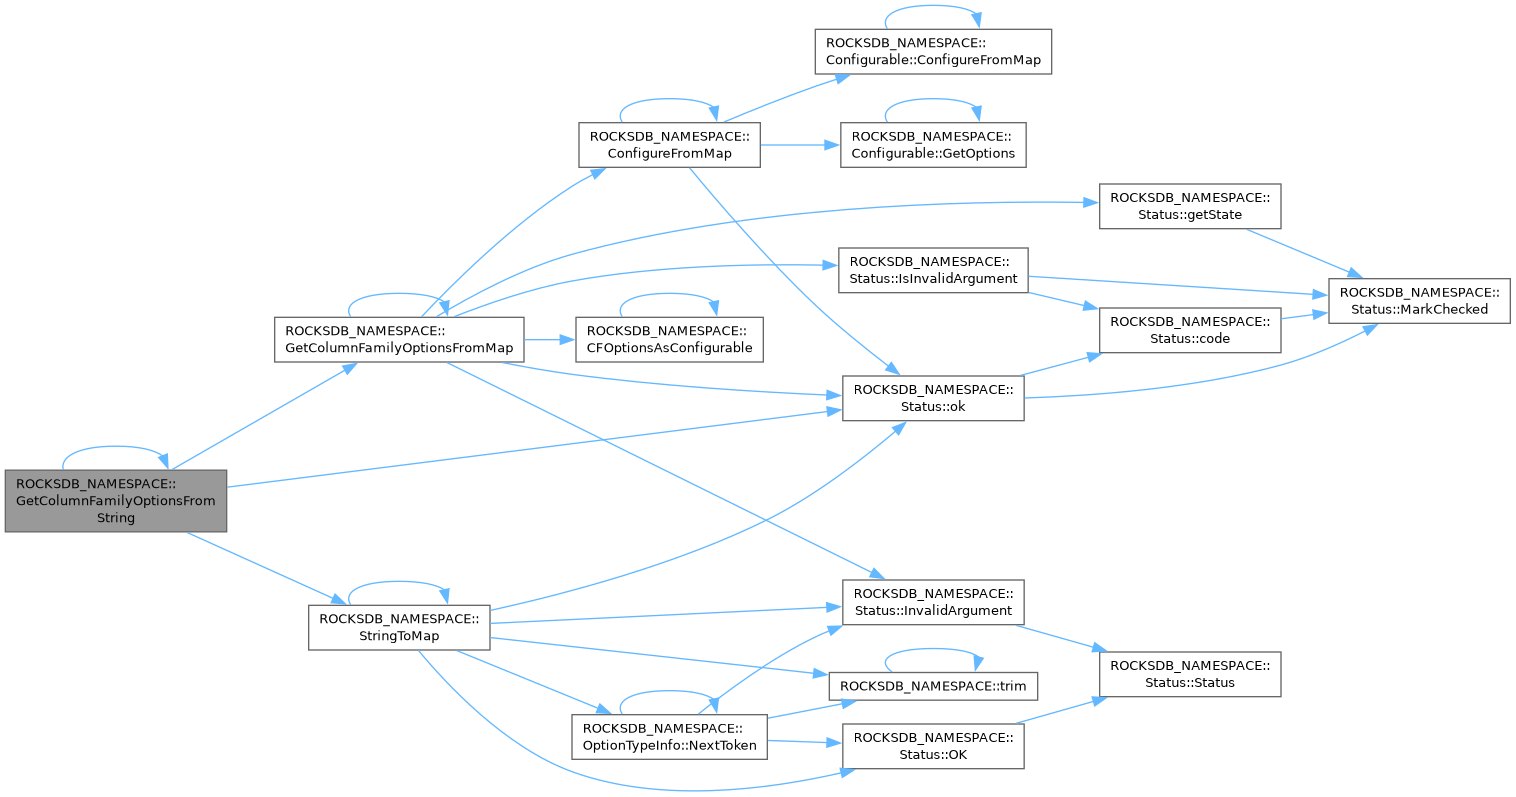 ROCKSDB_NAMESPACE::
Configurable::ConfigureFromMap
ROCKSDB_NAMESPACE::
ConfigureFromMap
ROCKSDB_NAMESPACE::
Configurable::GetOptions
ROCKSDB_NAMESPACE::
Status::getState
ROCKSDB_NAMESPACE::
Status::IsInvalidArgument
ROCKSDB_NAMESPACE::
Status::MarkChecked
ROCKSDB_NAMESPACE::
GetColumnFamilyOptionsFromMap
ROCKSDB_NAMESPACE::
CFOptionsAsConfigurable
ROCKSDB_NAMESPACE::
Status::code
ROCKSDB_NAMESPACE::
Status::ok
ROCKSDB_NAMESPACE::
GetColumnFamilyOptionsFrom
String
ROCKSDB_NAMESPACE::
StringToMap
ROCKSDB_NAMESPACE::
Status::InvalidArgument
ROCKSDB_NAMESPACE::
Status::Status
ROCKSDB_NAMESPACE::trim
ROCKSDB_NAMESPACE::
OptionTypeInfo::NextToken
ROCKSDB_NAMESPACE::
Status::OK